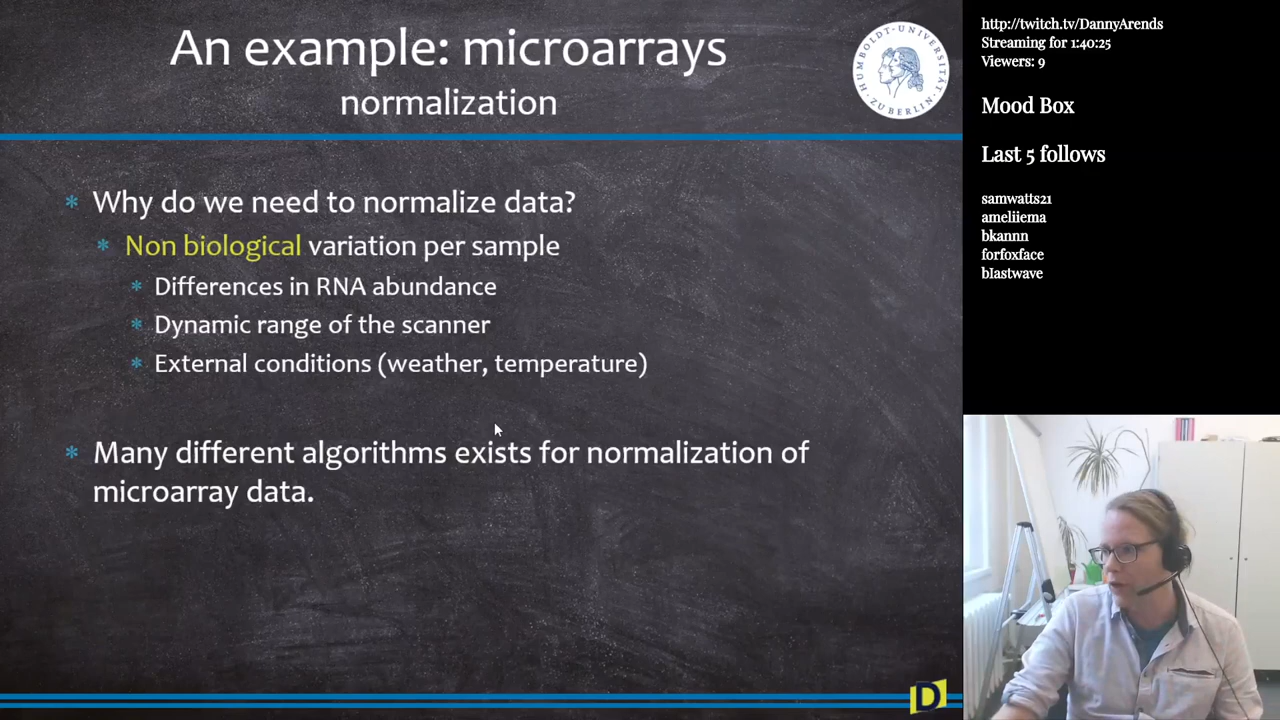 An example: microarrays
normalization
HUMBOLDT-UNIVERSITÄT
ZU BERLIN
* Why do we need to normalize data?
* Non biological variation per sample
* Differences in RNA abundance
* Dynamic range of the scanner
* External conditions (weather, temperature)
* Many different algorithms exists for normalization of
microarray data.
D
http://twitch.tv/DannyArends
Streaming for 1:40:25
Viewers: 9
Mood Box
Last 5 follows
samwatts21
ameliiema
bkannn
forfoxface
blastwave